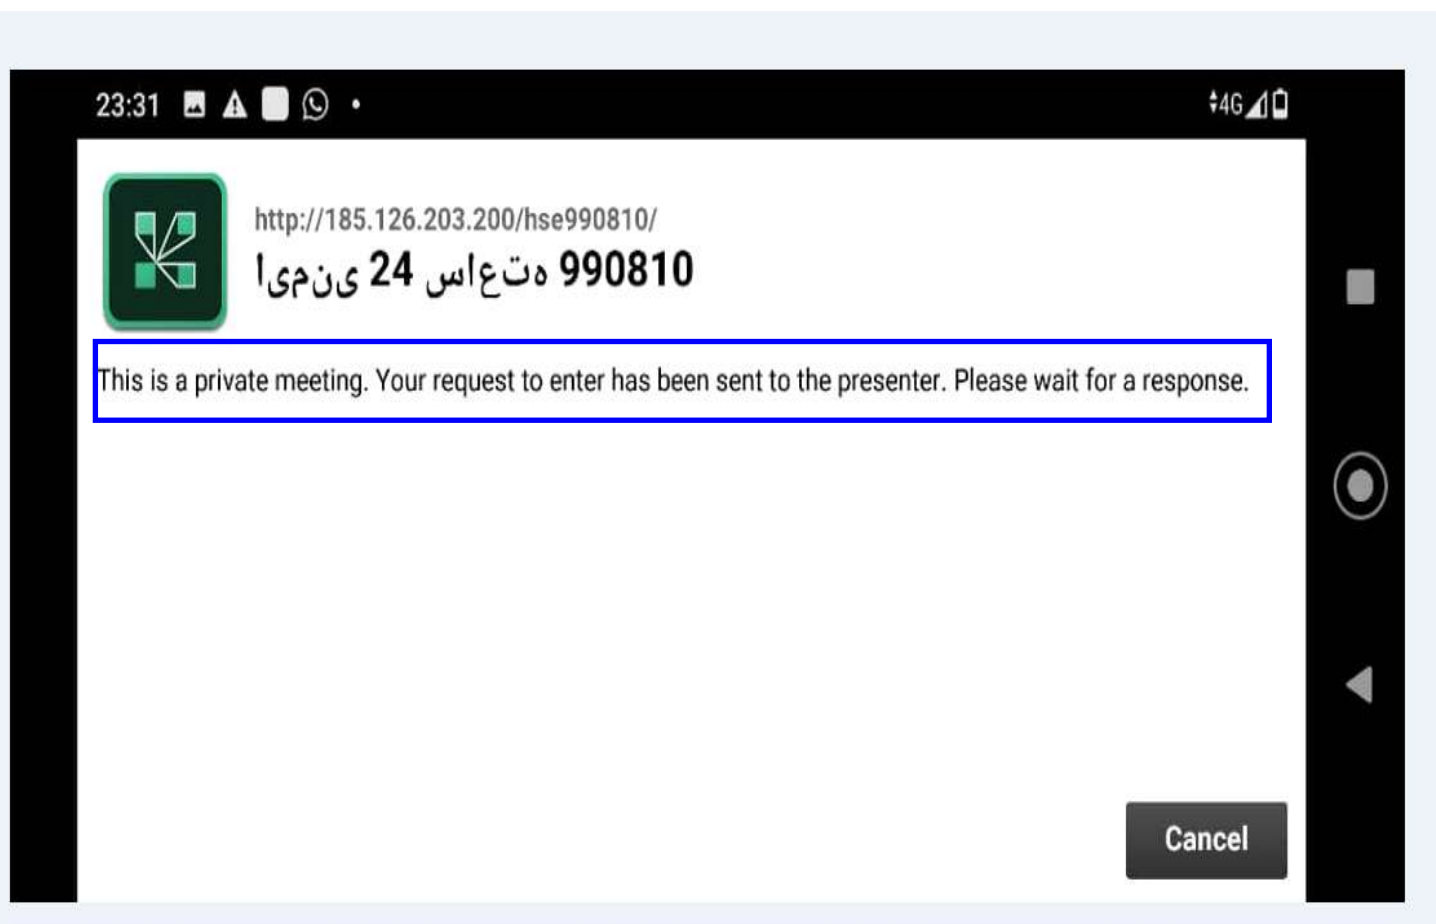 23:31
4G
http://185.126.203.200/hse990810/
ایمنی 24 ساعته 990810
This is a private meeting. Your request to enter has been sent to the presenter. Please wait for a response.
Cancel